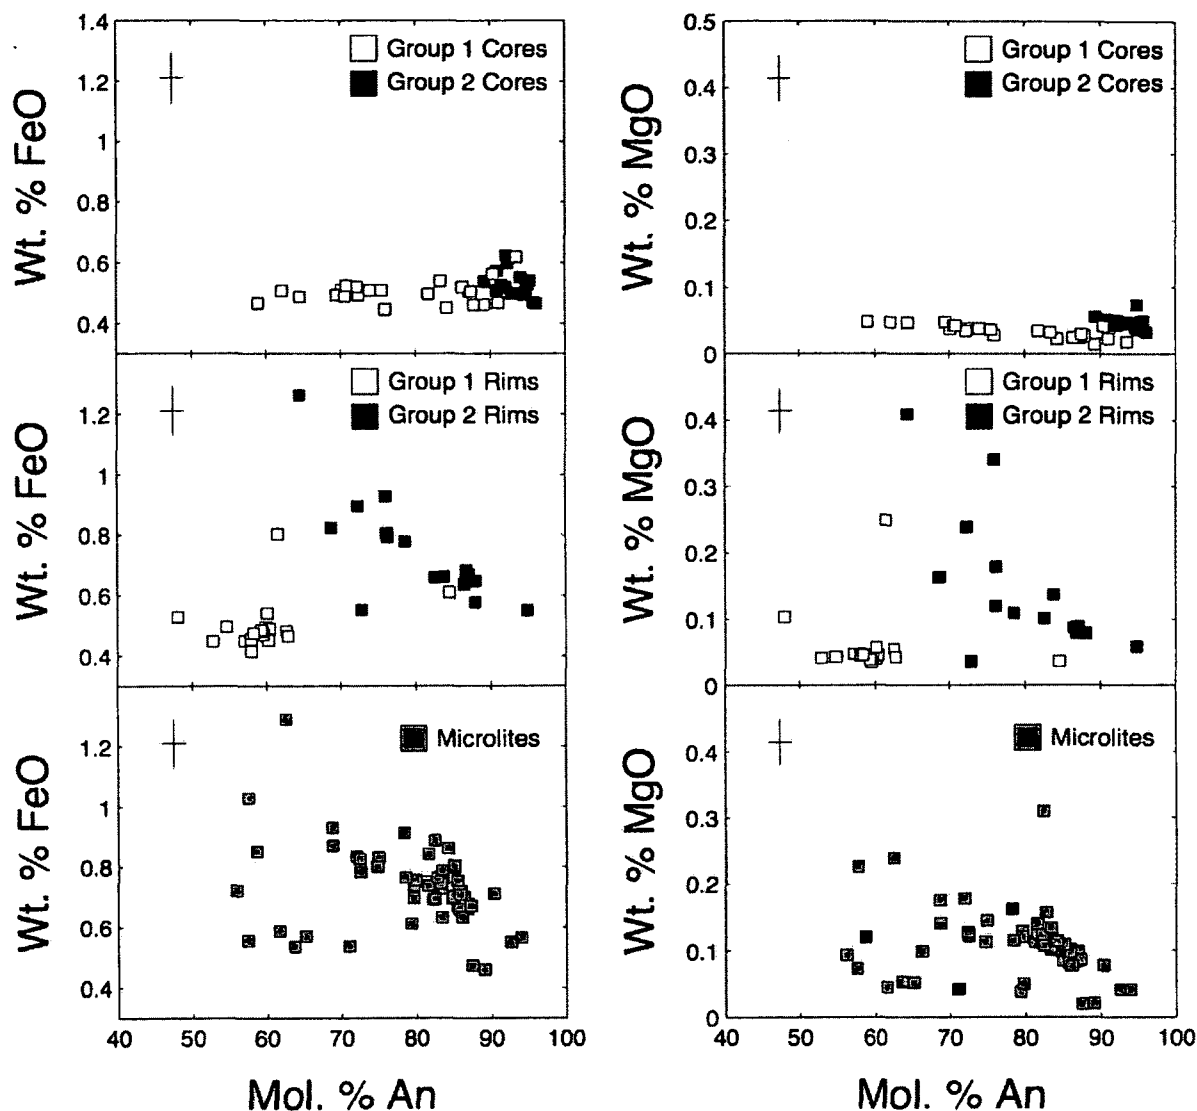 1.4
1.2
1
0.8
0.6
0.4
Wt. % FeO
Group 1 Cores
Group 2 Cores
0.5
0.4
0.3
0.2
0.1
0
Wt. % MgO
Group 1 Cores
Group 2 Cores
1.2
1
0.8
0.6
0.4
Wt. % FeO
Group 1 Rims
Group 2 Rims
0.4
0.3
0.2
0.1
0
Wt. % MgO
Group 1 Rims
Group 2 Rims
1.2
1
0.8
0.6
0.4
Wt. % FeO
Microlites
0.4
0.3
0.2
0.1
0
Wt. % MgO
Microlites
40 50 60 70 80 90 100
40 50 60 70 80 90 100
Mol. % An
Mol. % An